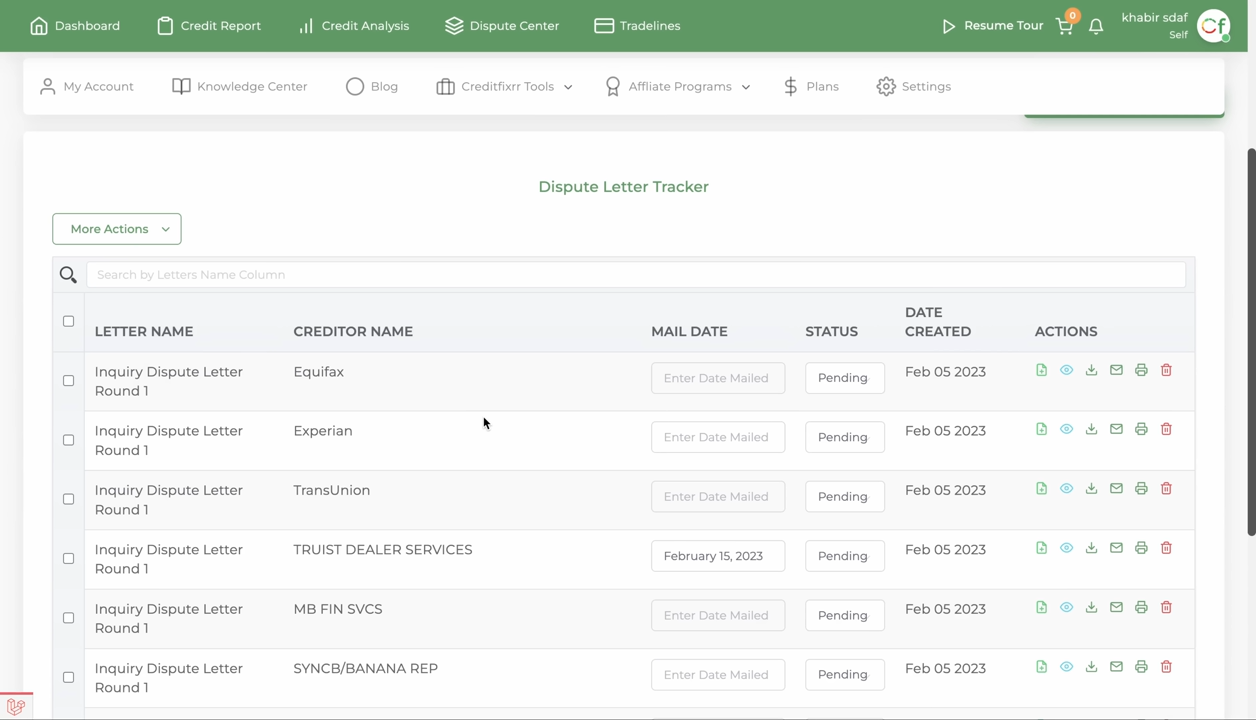 Dashboard Credit Report Credit Analysis Dispute Center Tradelines Resume Tour 0 khabir sdaf
Self
Cf
My Account Knowledge Center Blog Creditfixrr Tools Affliate Programs Plans Settings
Dispute Letter Tracker
More Actions
Search by Letters Name Column
LETTER NAME CREDITOR NAME MAIL DATE STATUS DATE CREATED ACTIONS
Inquiry Dispute Letter Round 1 Equifax Enter Date Mailed Pending Feb 05 2023
Inquiry Dispute Letter Round 1 Experian Enter Date Mailed Pending Feb 05 2023
Inquiry Dispute Letter Round 1 TransUnion Enter Date Mailed Pending Feb 05 2023
Inquiry Dispute Letter Round 1 TRUIST DEALER SERVICES February 15, 2023 Pending Feb 05 2023
Inquiry Dispute Letter Round 1 MB FIN SVCS Enter Date Mailed Pending Feb 05 2023
Inquiry Dispute Letter Round 1 SYNCB/BANANA REP Enter Date Mailed Pending Feb 05 2023